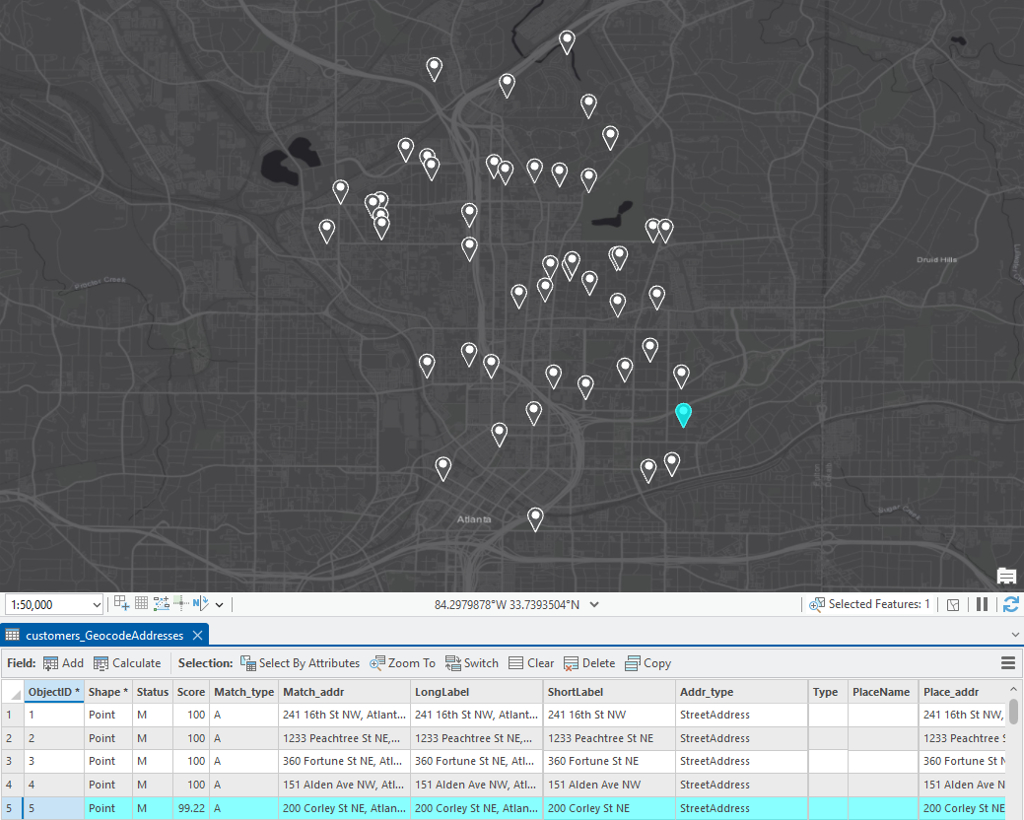 Druid Hills
Proctor Creek
Atlanta
1:50,000
84.2979878°W 33.7393504°N
Selected Features: 1
customers_GeocodeAddresses
Field: Add Calculate Selection: Select By Attributes Zoom To Switch Clear Delete Copy
ObjectID * Shape * Status Score Match_type Match_addr LongLabel ShortLabel Addr_type Type PlaceName Place_addr
1 1 Point M 100 A 241 16th St NW, Atlant... 241 16th St NW, Atlant... 241 16th St NW StreetAddress 241 16th St NW,
2 2 Point M 100 A 1233 Peachtree St NE,... 1233 Peachtree St NE,... 1233 Peachtree St NE StreetAddress 1233 Peachtree S
3 3 Point M 100 A 360 Fortune St NE, Atl... 360 Fortune St NE, Atl... 360 Fortune St NE StreetAddress 360 Fortune St N
4 4 Point M 100 A 151 Alden Ave NW, Atl... 151 Alden Ave NW, Atl... 151 Alden Ave NW StreetAddress 151 Alden Ave N
5 5 Point M 99.22 A 200 Corley St NE, Atlan... 200 Corley St NE, Atlan... 200 Corley St NE StreetAddress 200 Corley St NE